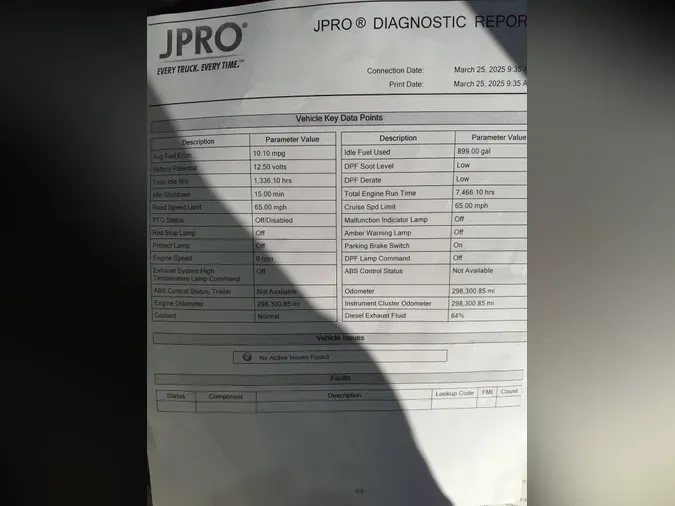 JPRO®
EVERY TRUCK. EVERY TIME.™
JPRO® DIAGNOSTIC REPOR
Connection Date: March 25, 2025 9:35 A
Print Date: March 25, 2025 9:35 A
Vehicle Key Data Points
Description Parameter Value Description Parameter Value
Avg Fuel Econ 10.10 mpg Idle Fuel Used 899.00 gal
Battery Potential 12.50 volts DPF Soot Level Low
Total Idle Hrs 1,336.10 hrs DPF Derate Low
Idle Shutdown 15.00 min Total Engine Run Time 7,466.10 hrs
Road Speed Limit 65.00 mph Cruise Spd Limit 65.00 mph
PTO Status Off/Disabled Malfunction Indicator Lamp Off
Red Stop Lamp Off Amber Warning Lamp Off
Protect Lamp Off Parking Brake Switch On
Engine Speed 0 rpm DPF Lamp Command Off
Exhaust System High Off ABS Control Status Not Available
Temperature Lamp Command
ABS Control Status, Trailer Not Available Odometer 298,300.85 mi
Engine Odometer 298,300.85 mi Instrument Cluster Odometer 298,300.85 mi
Coolant Normal Diesel Exhaust Fluid 64%
Vehicle Issues
No Active Issues Found
Faults
Status Component Description Lookup Code FMI Count